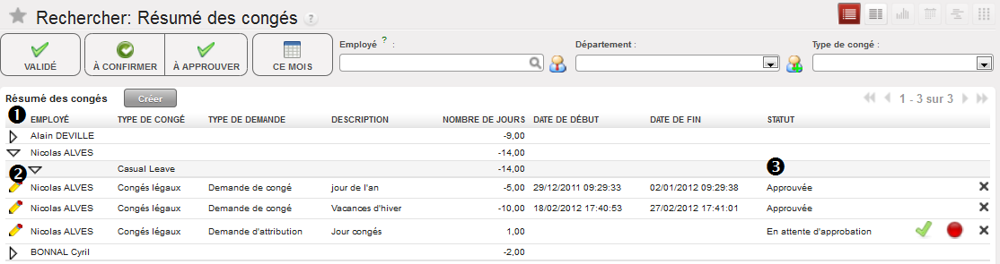 Rechercher: Résumé des congés ?
VALIDÉ À CONFIRMER À APPROUVER CE MOIS
Employé ? : Département : Type de congé :
Résumé des congés Créer 1 - 3 sur 3
1 EMPLOYÉ TYPE DE CONGÉ TYPE DE DEMANDE DESCRIPTION NOMBRE DE JOURS DATE DE DÉBUT DATE DE FIN STATUT
Alain DEVILLE -9,00
Nicolas ALVES -14,00
2 Casual Leave -14,00 3
Nicolas ALVES Congés légaux Demande de congé jour de l'an -5,00 29/12/2011 09:29:33 02/01/2012 09:29:38 Approuvée
Nicolas ALVES Congés légaux Demande de congé Vacances d'hiver -10,00 18/02/2012 17:40:53 27/02/2012 17:41:01 Approuvée
Nicolas ALVES Congés légaux Demande d'attribution Jour congés 1,00 En attente d'approbation
BONNAL Cyril -2,00